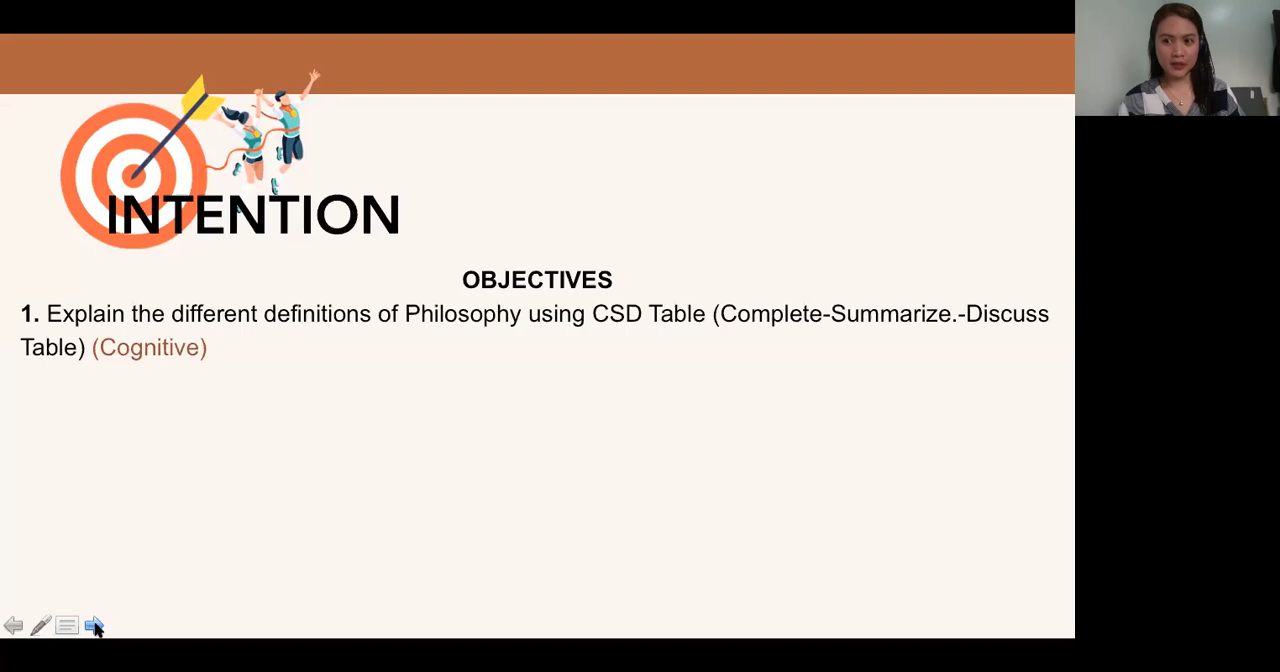 INTENTION
OBJECTIVES
1. Explain the different definitions of Philosophy using CSD Table (Complete-Summarize.-Discuss
Table) (Cognitive)